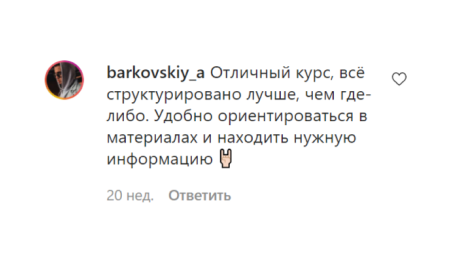 barkovskiy_a Отличный курс, всё
структурировано лучше, чем где-
либо. Удобно ориентироваться в
материалах и находить нужную
информацию 🤘🏻
20 нед. Ответить